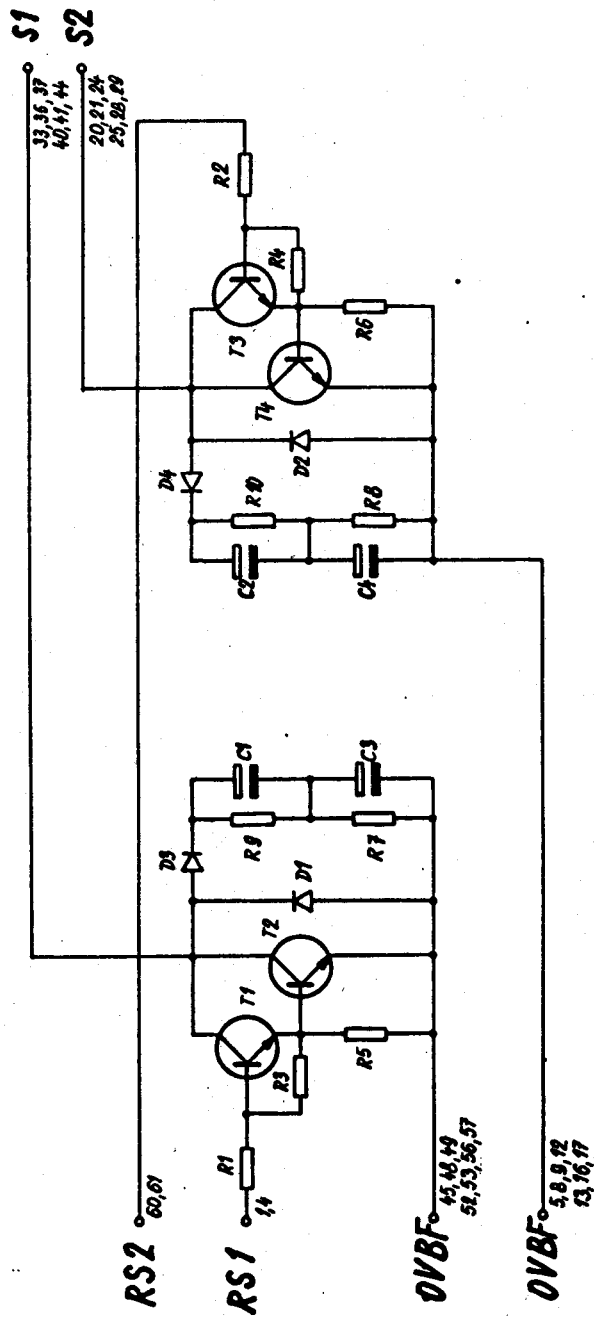 S1
33,36,37
40,41,44
S2
20,21,24
25,28,29
R2
R4
T3
R6
T4
D4
D2
R10
R8
C2
C4
C1
C3
D3
R9
R7
D1
T2
T1
R5
R3
R1
RS2
60,61
RS1
1,4
0VBF
45,48,49
52,53,56,57
0VBF
5,8,9,12
13,16,17